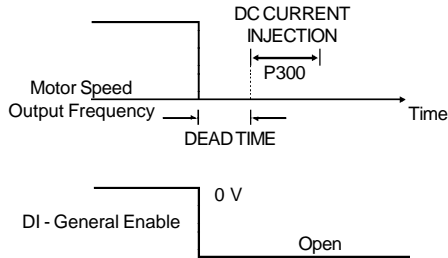 DC CURRENT
INJECTION
P300
Motor Speed
Output Frequency
Time
DEAD TIME
0 V
DI - General Enable
Open